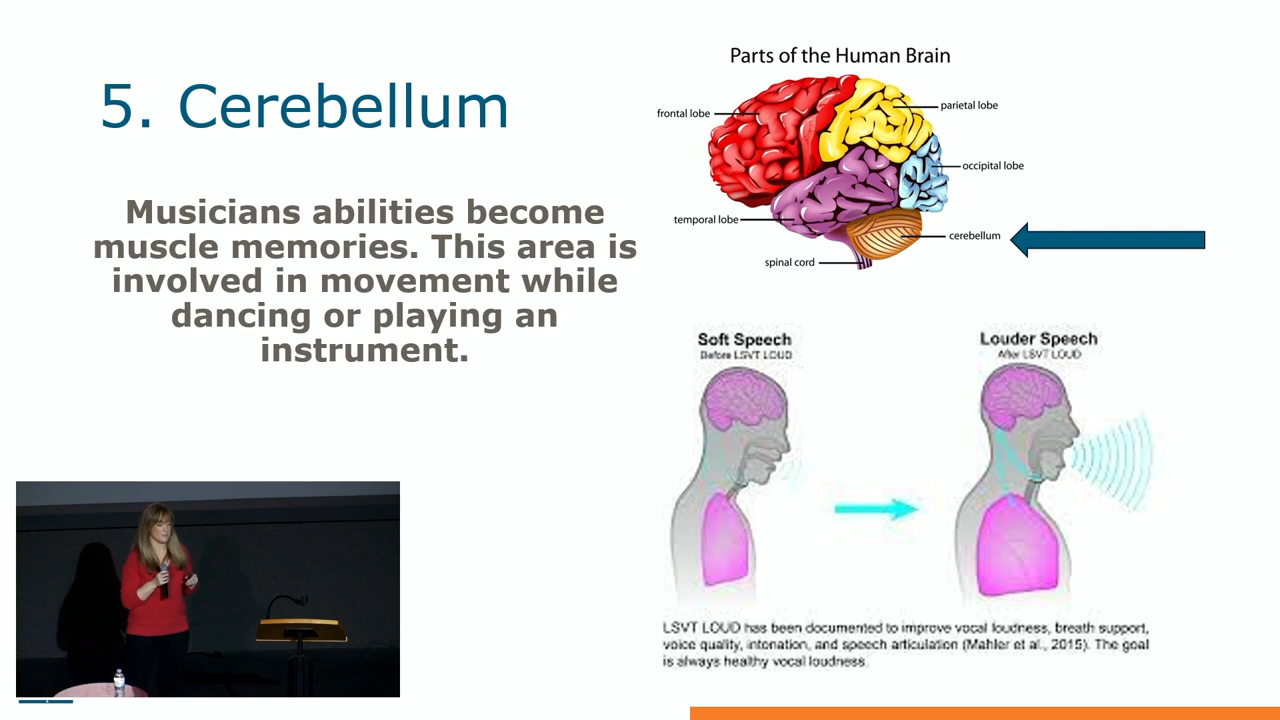 5. Cerebellum
Musicians abilities become
muscle memories. This area is
involved in movement while
dancing or playing an
instrument.
Parts of the Human Brain
frontal lobe
parietal lobe
occipital lobe
temporal lobe
cerebellum
spinal cord
Soft Speech
Before LSVT LOUD
Louder Speech
After LSVT LOUD
LSVT LOUD has been documented to improve vocal loudness, breath support,
voice quality, intonation, and speech articulation (Mahler et al., 2015). The goal
is always healthy vocal loudness.